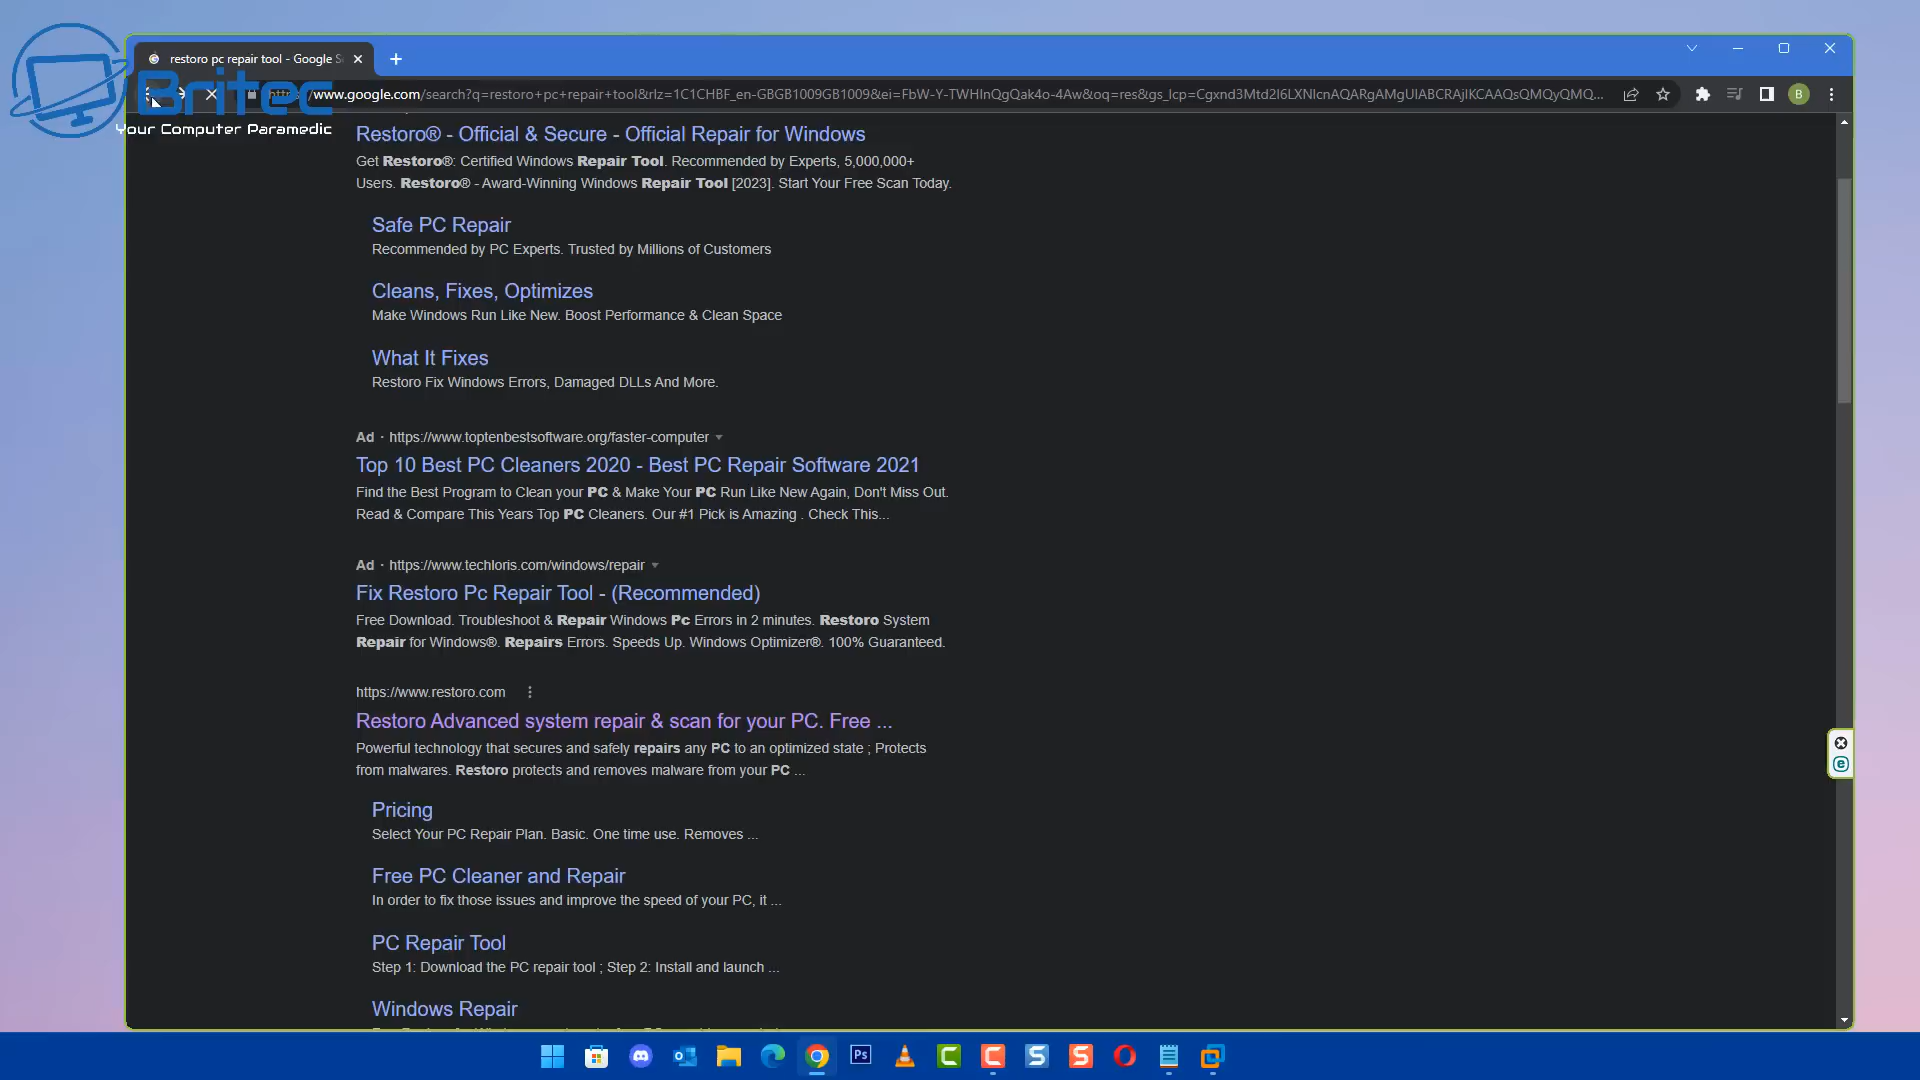 restoro pc repair tool - Google S
Britec
Your Computer Paramedic
https://www.google.com/search?q=restoro+pc+repair+tool&rlz=1C1CHBF_en-GBGB1009GB1009&ei=FbW-Y-TWHInQgQak4o-4Aw&oq=res&gs_lcp=Cgxnd3Mtd2l6LXNlcnAQARgAMgUIABCRAjIKCAAQsQMQyQMQ...
B
Restoro® - Official & Secure - Official Repair for Windows
Get Restoro®: Certified Windows Repair Tool. Recommended by Experts, 5,000,000+
Users. Restoro® - Award-Winning Windows Repair Tool [2023]. Start Your Free Scan Today.
Safe PC Repair
Recommended by PC Experts. Trusted by Millions of Customers
Cleans, Fixes, Optimizes
Make Windows Run Like New. Boost Performance & Clean Space
What It Fixes
Restoro Fix Windows Errors, Damaged DLLs And More.
Ad · https://www.toptenbestsoftware.org/faster-computer
Top 10 Best PC Cleaners 2020 - Best PC Repair Software 2021
Find the Best Program to Clean your PC & Make Your PC Run Like New Again, Don't Miss Out.
Read & Compare This Years Top PC Cleaners. Our #1 Pick is Amazing . Check This...
Ad · https://www.techloris.com/windows/repair
Fix Restoro Pc Repair Tool - (Recommended)
Free Download. Troubleshoot & Repair Windows Pc Errors in 2 minutes. Restoro System
Repair for Windows®. Repairs Errors. Speeds Up. Windows Optimizer®. 100% Guaranteed.
https://www.restoro.com
Restoro Advanced system repair & scan for your PC. Free ...
Powerful technology that secures and safely repairs any PC to an optimized state ; Protects
from malwares. Restoro protects and removes malware from your PC ...
Pricing
Select Your PC Repair Plan. Basic. One time use. Removes ...
Free PC Cleaner and Repair
In order to fix those issues and improve the speed of your PC, it ...
PC Repair Tool
Step 1: Download the PC repair tool ; Step 2: Install and launch ...
Windows Repair
Ps